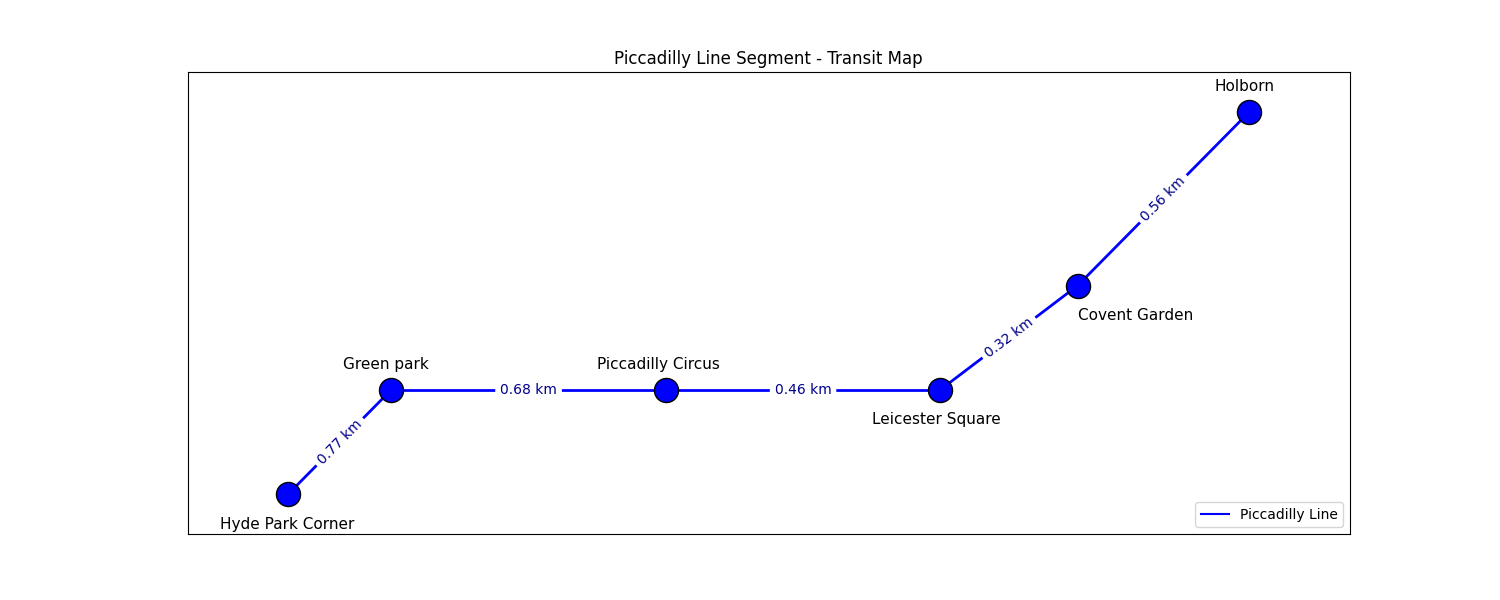 Piccadilly Line Segment - Transit Map
Holborn
0.56 km
Covent Garden
0.32 km
Green park
Piccadilly Circus
0.68 km
0.46 km
Leicester Square
0.77 km
Hyde Park Corner
Piccadilly Line